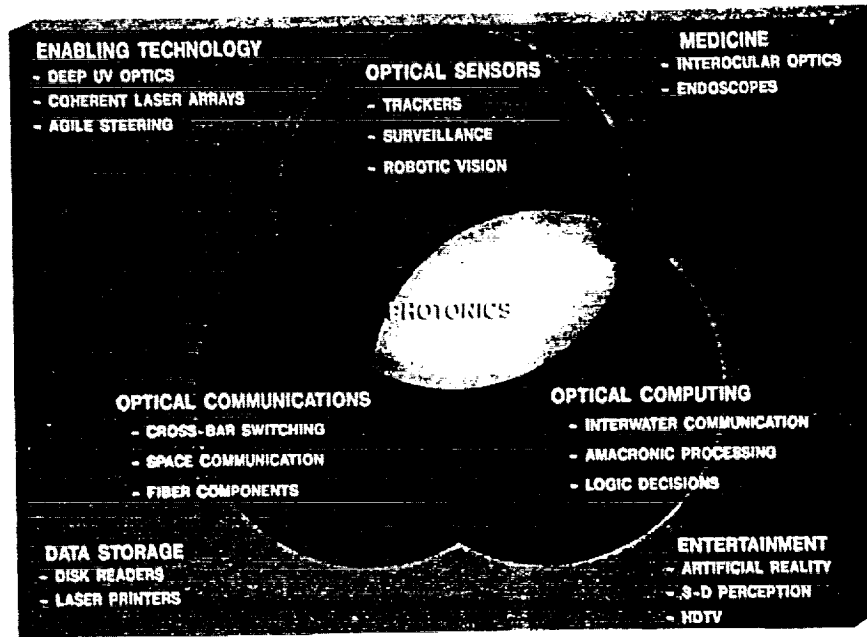 ENABLING TECHNOLOGY
- DEEP UV OPTICS
- COHERENT LASER ARRAYS
- AGILE STEERING
OPTICAL SENSORS
- TRACKERS
- SURVEILLANCE
- ROBOTIC VISION
MEDICINE
- INTEROCULAR OPTICS
- ENDOSCOPES
PHOTONICS
OPTICAL COMMUNICATIONS
- CROSS-BAR SWITCHING
- SPACE COMMUNICATION
- FIBER COMPONENTS
OPTICAL COMPUTING
- INTERWATER COMMUNICATION
- AMACRONIC PROCESSING
- LOGIC DECISIONS
DATA STORAGE
- DISK READERS
- LASER PRINTERS
ENTERTAINMENT
- ARTIFICIAL REALITY
- 3-D PERCEPTION
- HDTV